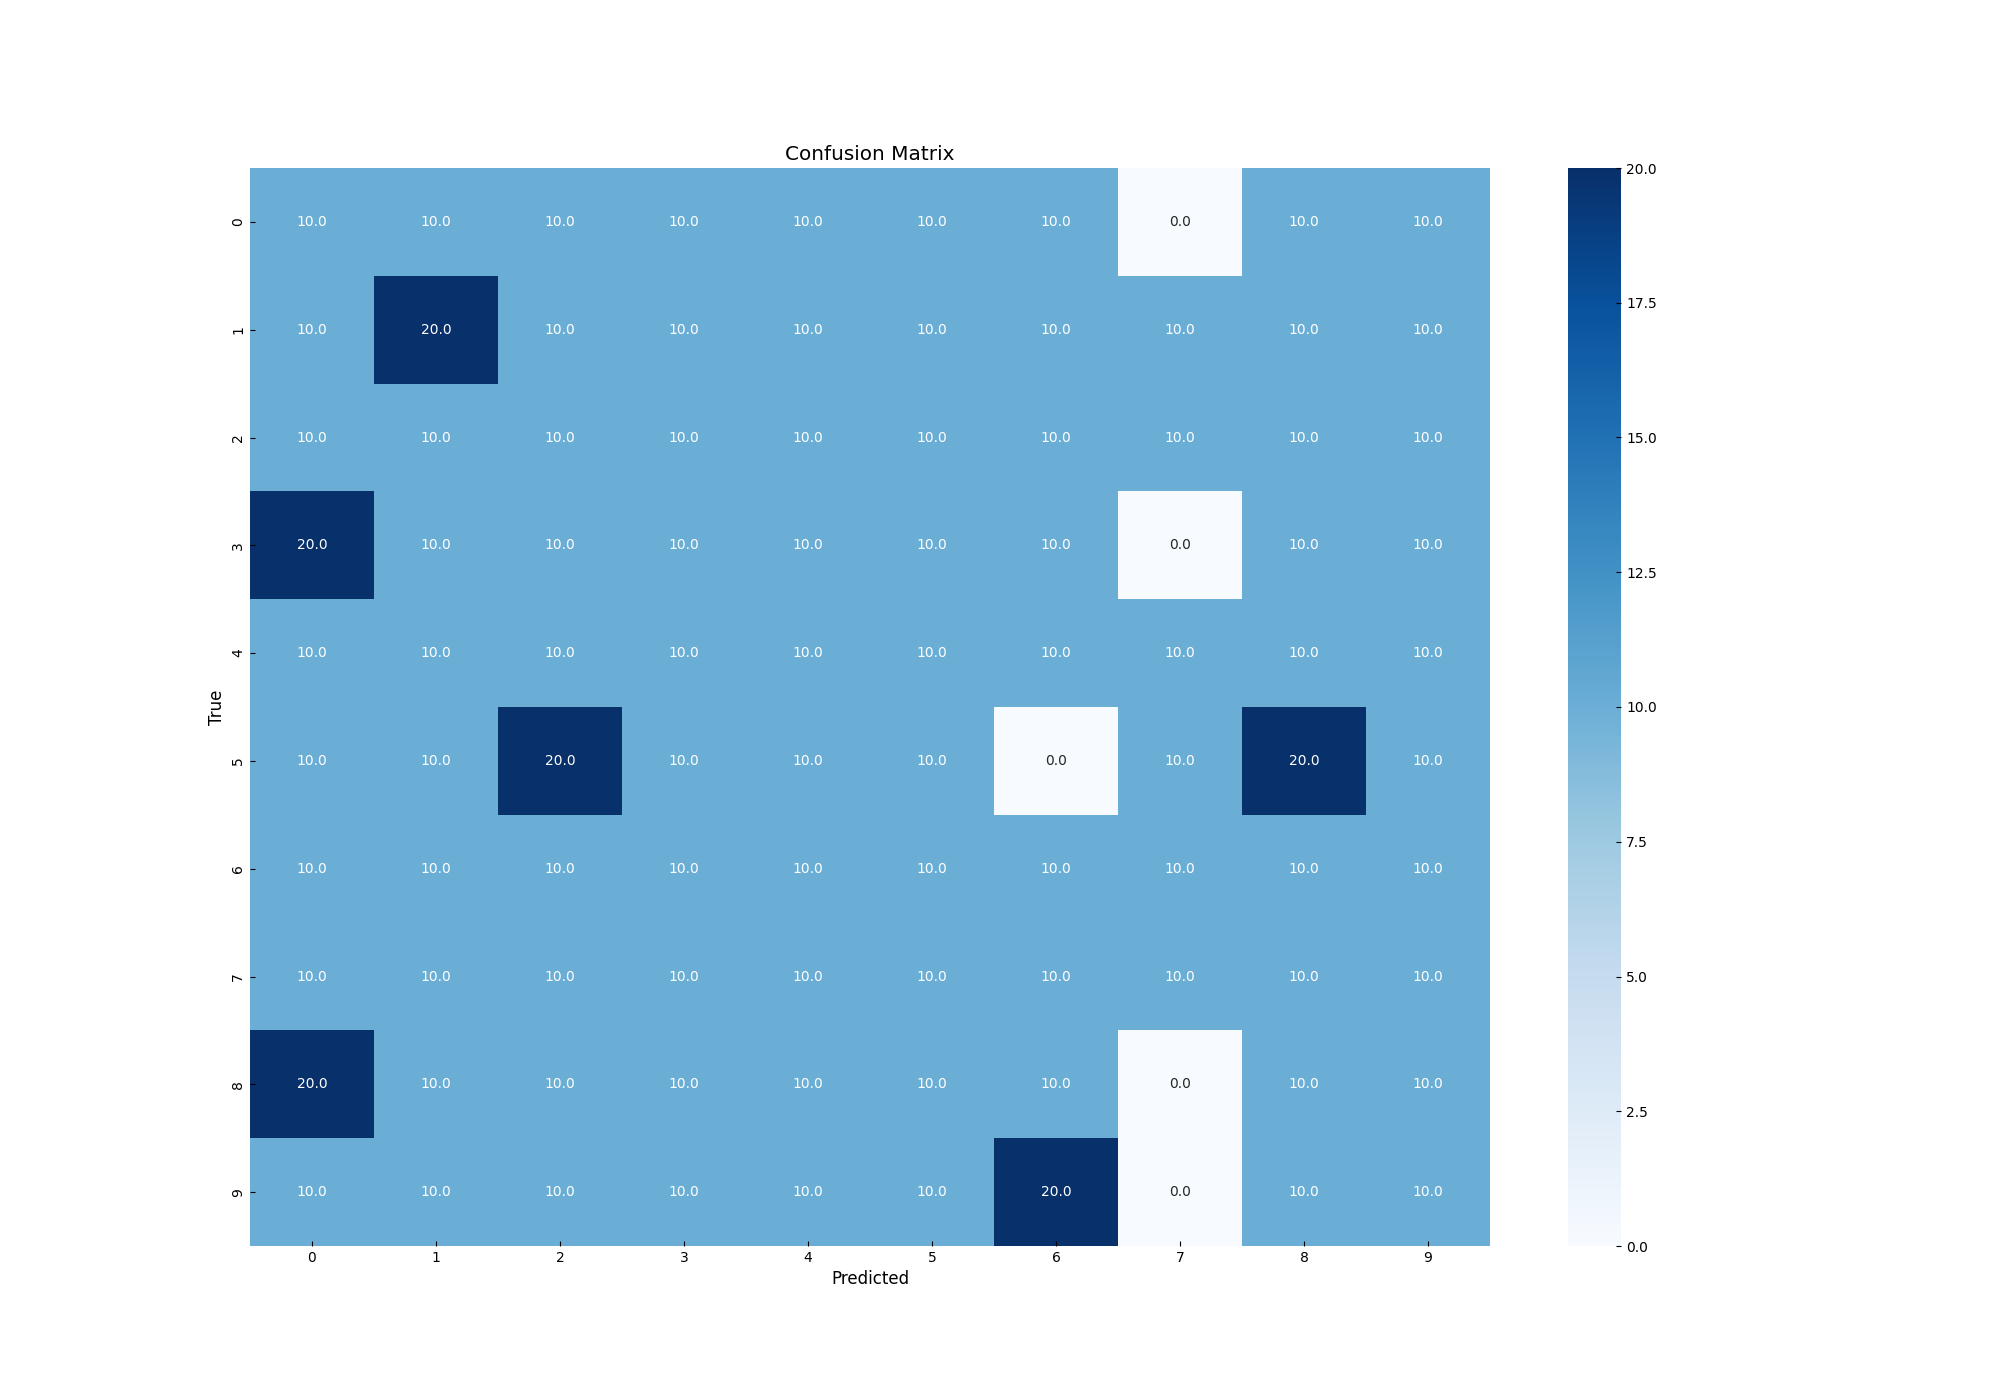 Confusion Matrix
0 10.0 10.0 10.0 10.0 10.0 10.0 10.0 0.0 10.0 10.0
1 10.0 20.0 10.0 10.0 10.0 10.0 10.0 10.0 10.0 10.0
2 10.0 10.0 10.0 10.0 10.0 10.0 10.0 10.0 10.0 10.0
3 20.0 10.0 10.0 10.0 10.0 10.0 10.0 0.0 10.0 10.0
4 10.0 10.0 10.0 10.0 10.0 10.0 10.0 10.0 10.0 10.0
True
5 10.0 10.0 20.0 10.0 10.0 10.0 0.0 10.0 20.0 10.0
6 10.0 10.0 10.0 10.0 10.0 10.0 10.0 10.0 10.0 10.0
7 10.0 10.0 10.0 10.0 10.0 10.0 10.0 10.0 10.0 10.0
8 20.0 10.0 10.0 10.0 10.0 10.0 10.0 0.0 10.0 10.0
9 10.0 10.0 10.0 10.0 10.0 10.0 20.0 0.0 10.0 10.0
0 1 2 3 4 5 6 7 8 9
Predicted
20.0
17.5
15.0
12.5
10.0
7.5
5.0
2.5
0.0